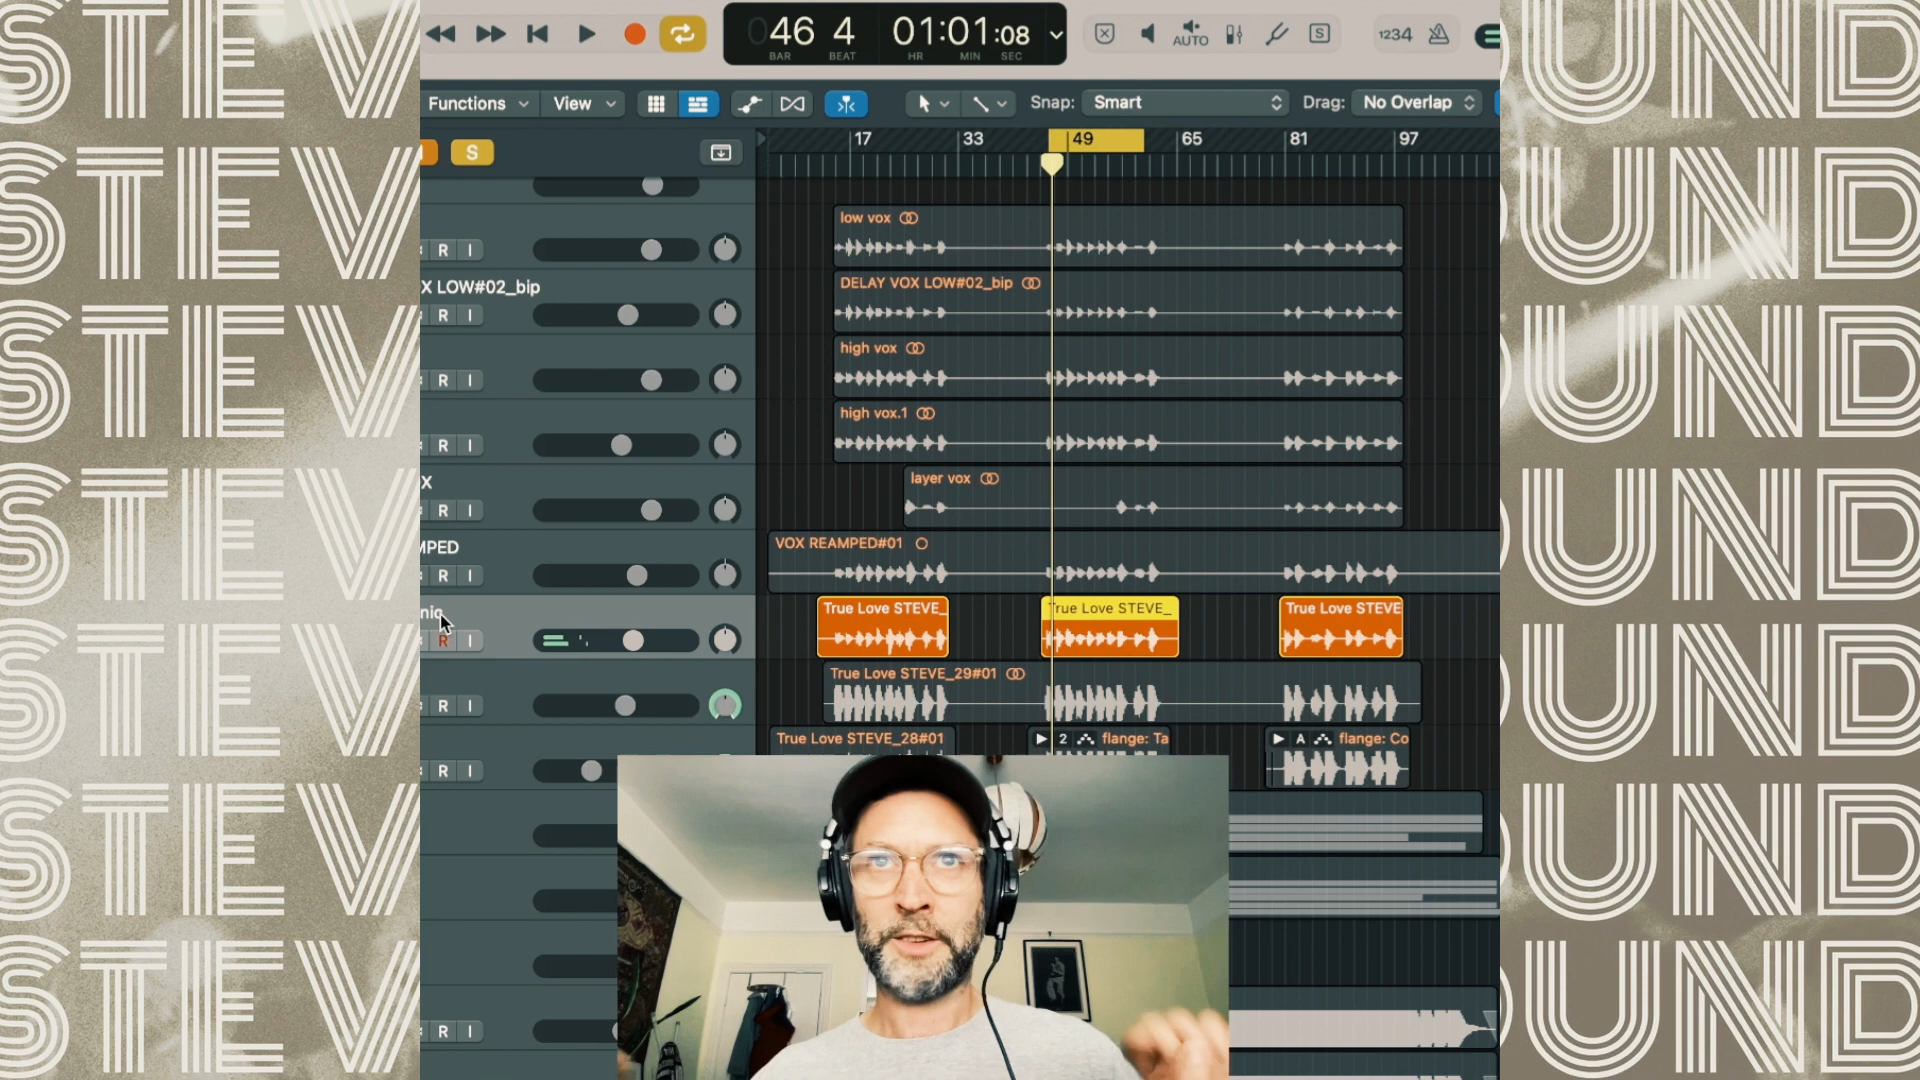 STEV
STEV
STEV
STEV
STEV
STEV
STEV
46 4 01:01:08
BAR BEAT HR MIN SEC
AUTO
S
1234
Functions View Snap: Smart Drag: No Overlap
S
17 33 49 65 81 97
low vox
R I
X LOW#02_bip
DELAY VOX LOW#02_bip
R I
high vox
R I
high vox.1
R I
X
layer vox
R I
MPED
VOX REAMPED#01
R I
True Love STEVE_ True Love STEVE_ True Love STEVE
R I
True Love STEVE_29#01
R I
True Love STEVE_28#01 2 flange: Ta A flange: Co
R I
R I
UND
UND
UND
UND
UND
UND
UND